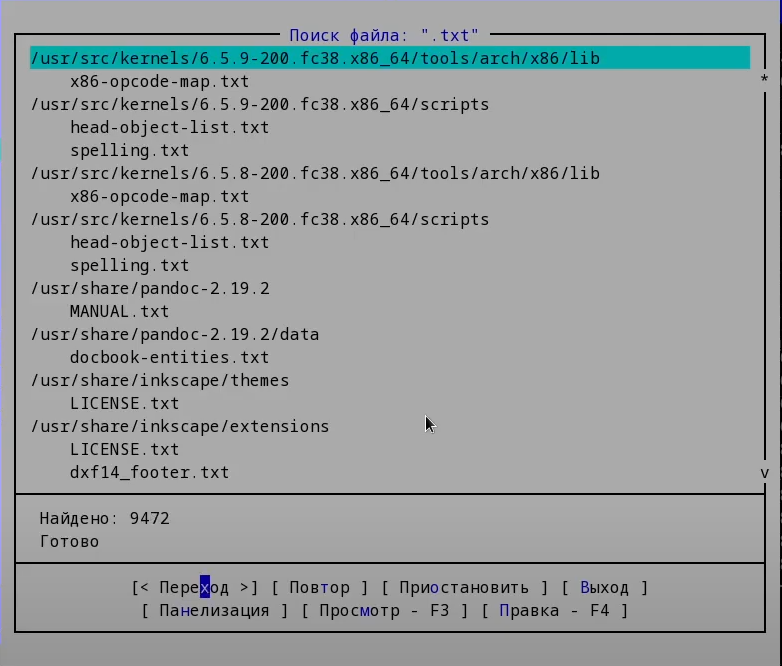 Поиск файла: ".txt"
/usr/src/kernels/6.5.9-200.fc38.x86_64/tools/arch/x86/lib
x86-opcode-map.txt
*
/usr/src/kernels/6.5.9-200.fc38.x86_64/scripts
head-object-list.txt
spelling.txt
/usr/src/kernels/6.5.8-200.fc38.x86_64/tools/arch/x86/lib
x86-opcode-map.txt
/usr/src/kernels/6.5.8-200.fc38.x86_64/scripts
head-object-list.txt
spelling.txt
/usr/share/pandoc-2.19.2
MANUAL.txt
/usr/share/pandoc-2.19.2/data
docbook-entities.txt
/usr/share/inkscape/themes
LICENSE.txt
/usr/share/inkscape/extensions
LICENSE.txt
dxf14_footer.txt
v
Найдено: 9472
Готово
[< Переход >] [ Повтор ] [ Приостановить ] [ Выход ]
[ Панелизация ] [ Просмотр - F3 ] [ Правка - F4 ]